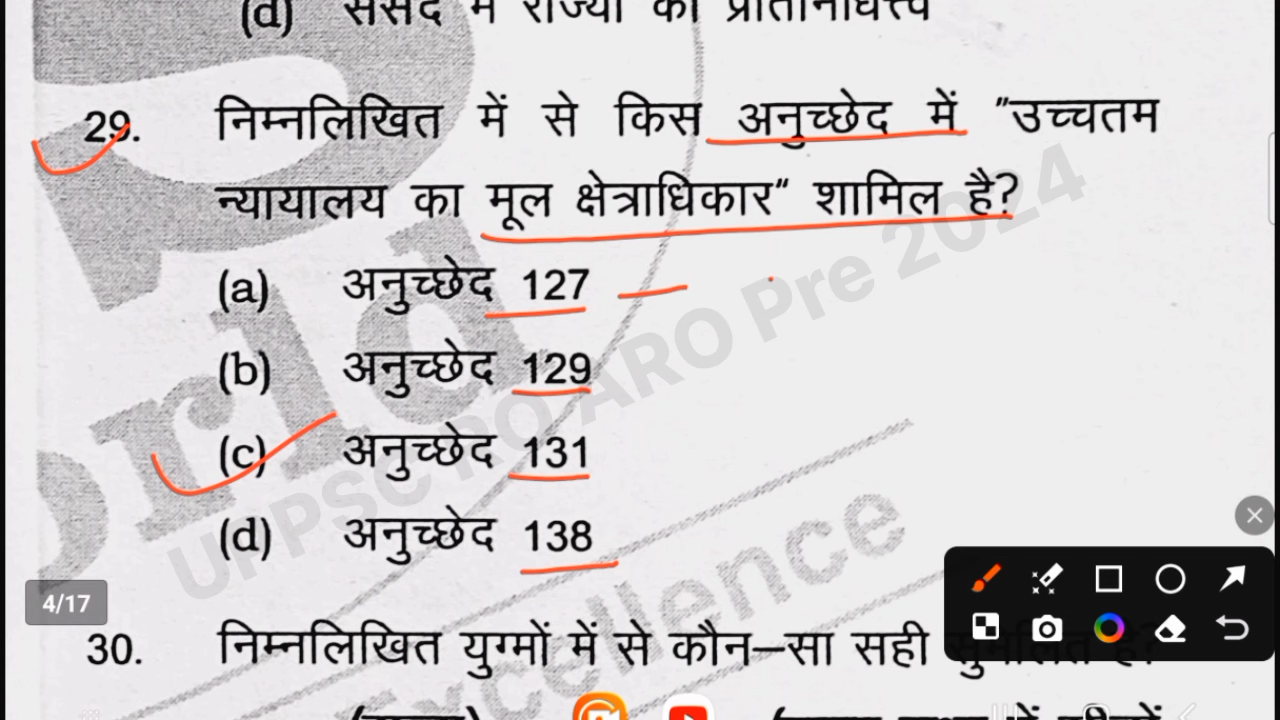 (d) संसद में राज्यों का प्रतिनिधित्व
29. निम्नलिखित में से किस अनुच्छेद में "उच्चतम
न्यायालय का मूल क्षेत्राधिकार" शामिल है?
(a) अनुच्छेद 127
(b) अनुच्छेद 129
(c) अनुच्छेद 131
(d) अनुच्छेद 138
UPPSC RO ARO Pre 2024
Excellence
4/17
30. निम्नलिखित युग्मों में से कौन–सा सही सुमेलित है?